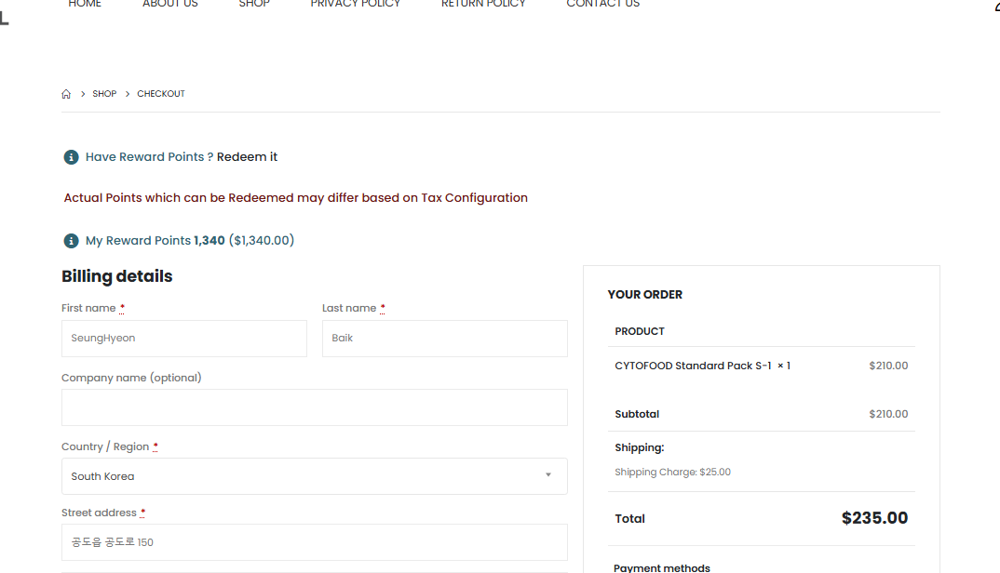 L
HOME ABOUT US SHOP PRIVACY POLICY RETURN POLICY CONTACT US
SHOP > CHECKOUT
Have Reward Points ? Redeem it
Actual Points which can be Redeemed may differ based on Tax Configuration
My Reward Points 1,340 ($1,340.00)
Billing details
First name * Last name *
SeungHyeon Baik
Company name (optional)
Country / Region *
South Korea
Street address *
공도읍 공도로 150
YOUR ORDER
PRODUCT
CYTOFOOD Standard Pack S-1 × 1 $210.00
Subtotal $210.00
Shipping:
Shipping Charge: $25.00
Total $235.00
Payment methods